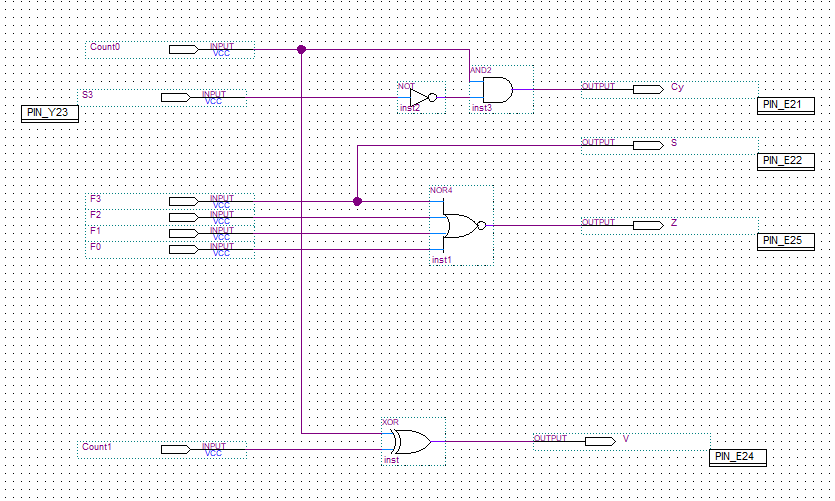 Count0 INPUT
VCC
AND2
S3 INPUT
VCC
NOT
inst2
inst3
OUTPUT Cy
PIN_Y23
PIN_E21
OUTPUT S
PIN_E22
F3 INPUT
VCC
NOR4
F2 INPUT
VCC
F1 INPUT
VCC
F0 INPUT
VCC
inst1
OUTPUT Z
PIN_E25
XOR
Count1 INPUT
VCC
inst
OUTPUT V
PIN_E24